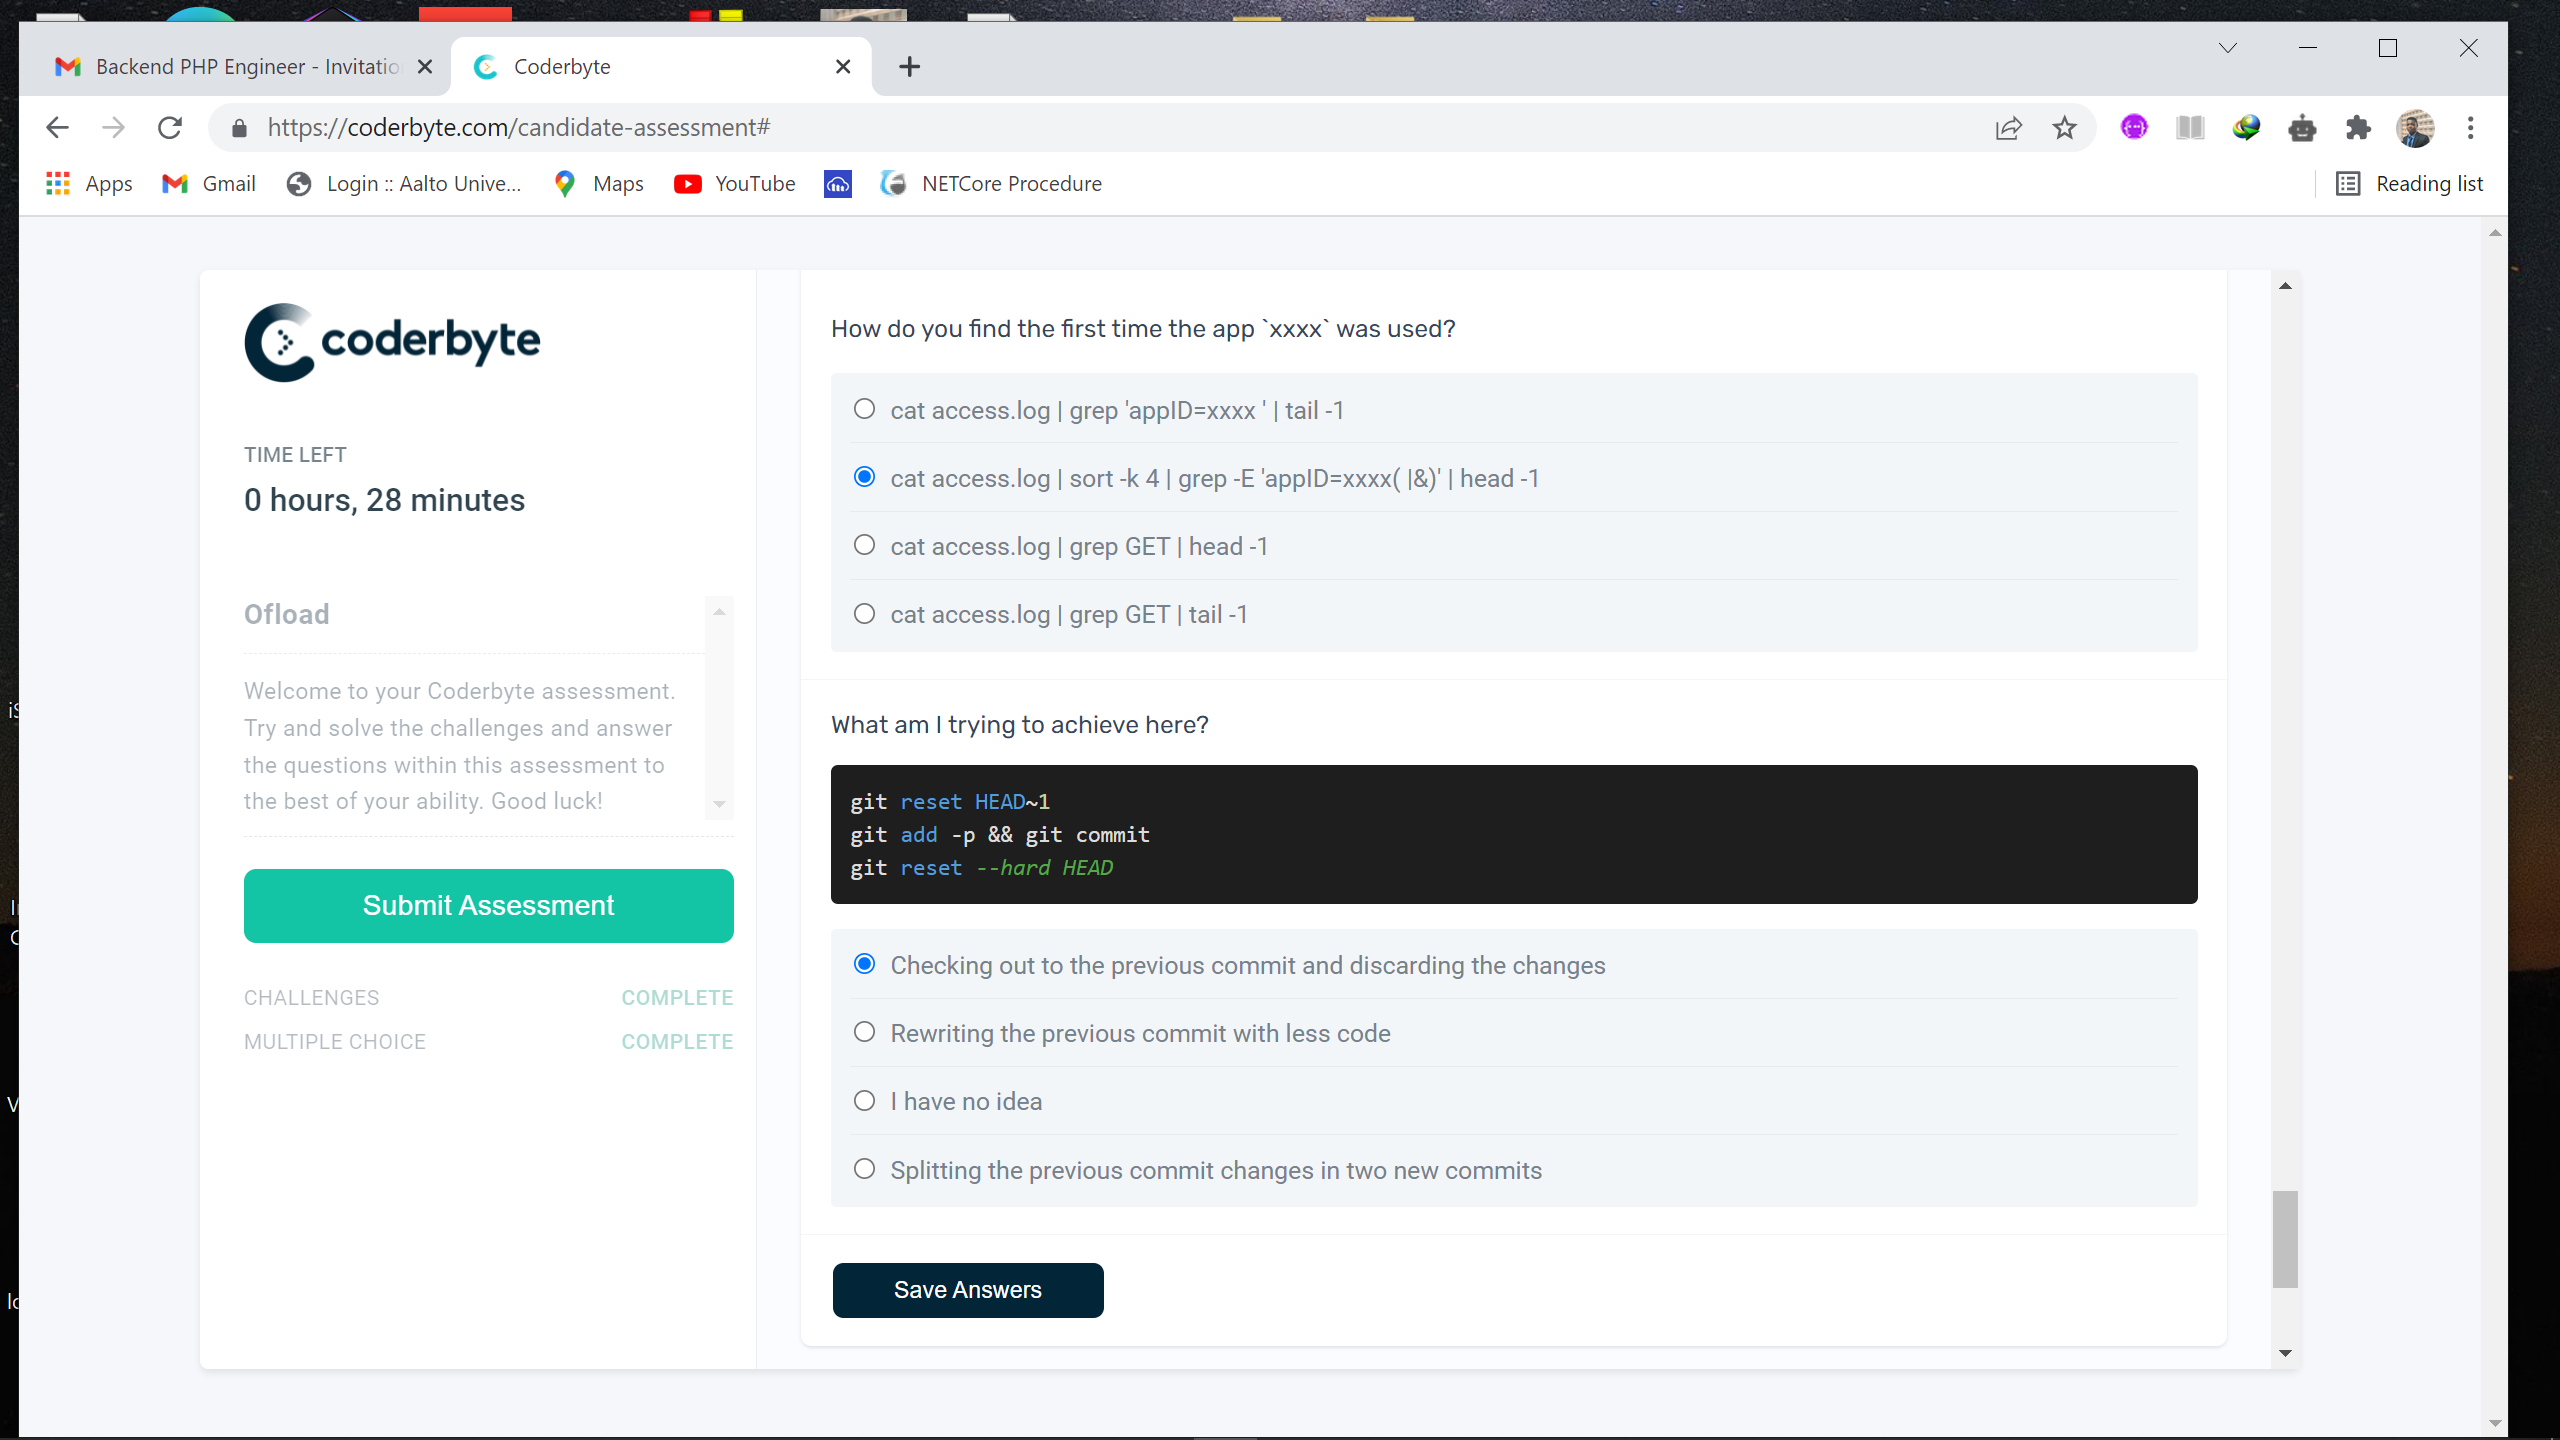 Backend PHP Engineer - Invitatio
Coderbyte
https://coderbyte.com/candidate-assessment#
Apps
Gmail
Login :: Aalto Unive...
Maps
YouTube
NETCore Procedure
Reading list
coderbyte
TIME LEFT
0 hours, 28 minutes
Ofload
Welcome to your Coderbyte assessment.
Try and solve the challenges and answer
the questions within this assessment to
the best of your ability. Good luck!
Submit Assessment
CHALLENGES COMPLETE
MULTIPLE CHOICE COMPLETE
How do you find the first time the app `xxxx` was used?
cat access.log | grep 'appID=xxxx ' | tail -1
cat access.log | sort -k 4 | grep -E 'appID=xxxx( |&)' | head -1
cat access.log | grep GET | head -1
cat access.log | grep GET | tail -1
What am I trying to achieve here?
git reset HEAD~1
git add -p && git commit
git reset --hard HEAD
Checking out to the previous commit and discarding the changes
Rewriting the previous commit with less code
I have no idea
Splitting the previous commit changes in two new commits
Save Answers